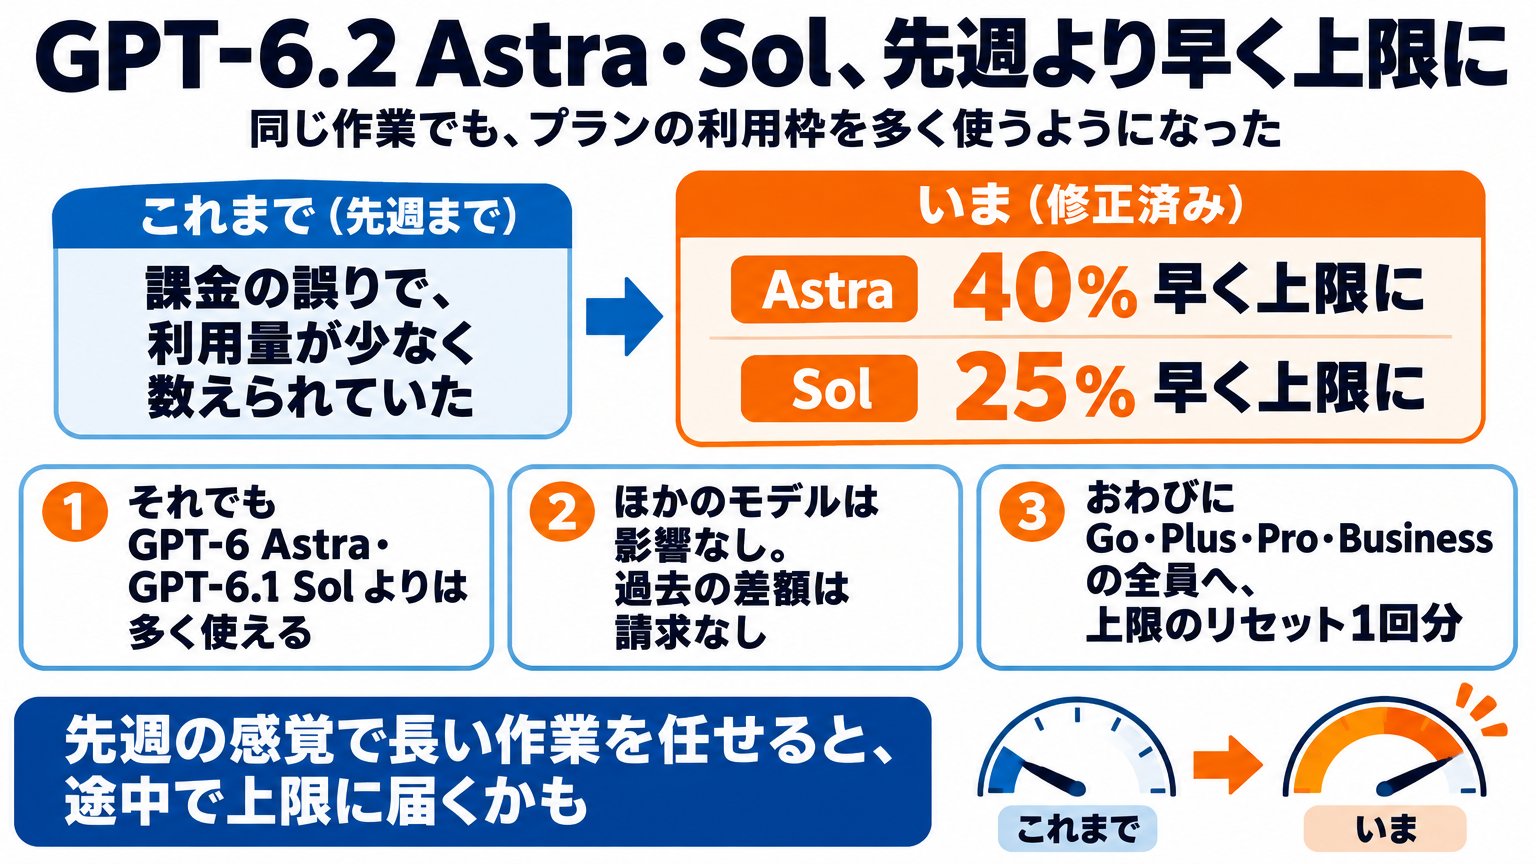 GPT-6.2 Astra・Sol、先週より早く上限に
同じ作業でも、プランの利用枠を多く使うようになった
これまで（先週まで）
課金の誤りで、
利用量が少なく
数えられていた
いま（修正済み）
Astra 40% 早く上限に
Sol 25% 早く上限に
1
それでも
GPT-6 Astra・
GPT-6.1 Sol よりは
多く使える
2
ほかのモデルは
影響なし。
過去の差額は
請求なし
3
おわびに
Go・Plus・Pro・Business
の全員へ、
上限のリセット1回分
先週の感覚で長い作業を任せると、
途中で上限に届くかも
これまで
いま